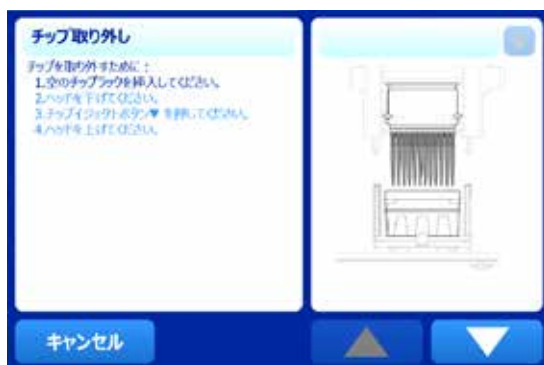 チップ取り外し
チップを取り外すために：
1.空のチップラックを挿入してください。
2.ヘッドを下げてください。
3.チップイジェクトボタン▼ を押してください。
4.ヘッドを上げてください。
キャンセル